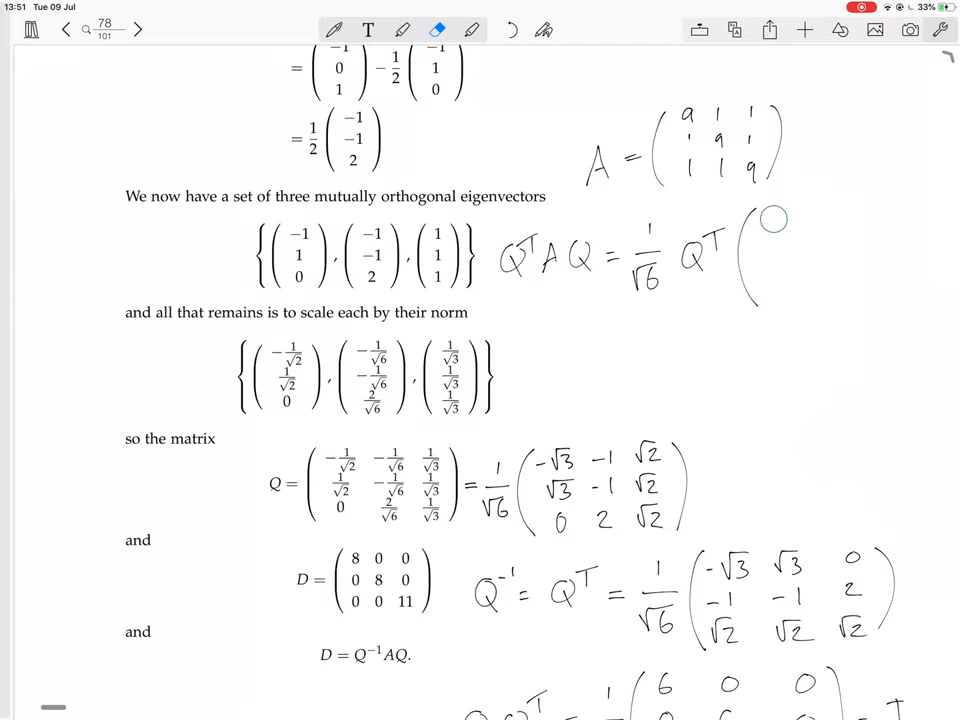 13:51 Tue 09 Jul 33%
78
101
T
= ( −1 0 1 ) − 1/2 ( −1 1 0 )
= 1/2 ( −1 −1 2 )
A = ( 9 1 1 / 1 9 1 / 1 1 9 )
We now have a set of three mutually orthogonal eigenvectors
{ ( −1 1 0 ), ( −1 −1 2 ), ( 1 1 1 ) }
Q^T A Q = 1/√6 Q^T (
and all that remains is to scale each by their norm
{ ( −1/√2 1/√2 0 ), ( −1/√6 −1/√6 2/√6 ), ( 1/√3 1/√3 1/√3 ) }
so the matrix
Q = ( −1/√2 −1/√6 1/√3 / 1/√2 −1/√6 1/√3 / 0 2/√6 1/√3 ) = 1/√6 ( −√3 −1 √2 / √3 −1 √2 / 0 2 √2 )
and
D = ( 8 0 0 / 0 8 0 / 0 0 11 )
Q^-1 = Q^T = 1/√6 ( −√3 √3 0 / −1 −1 2 / √2 √2 √2 )
and
D = Q^−1 AQ.
( 6 0 0